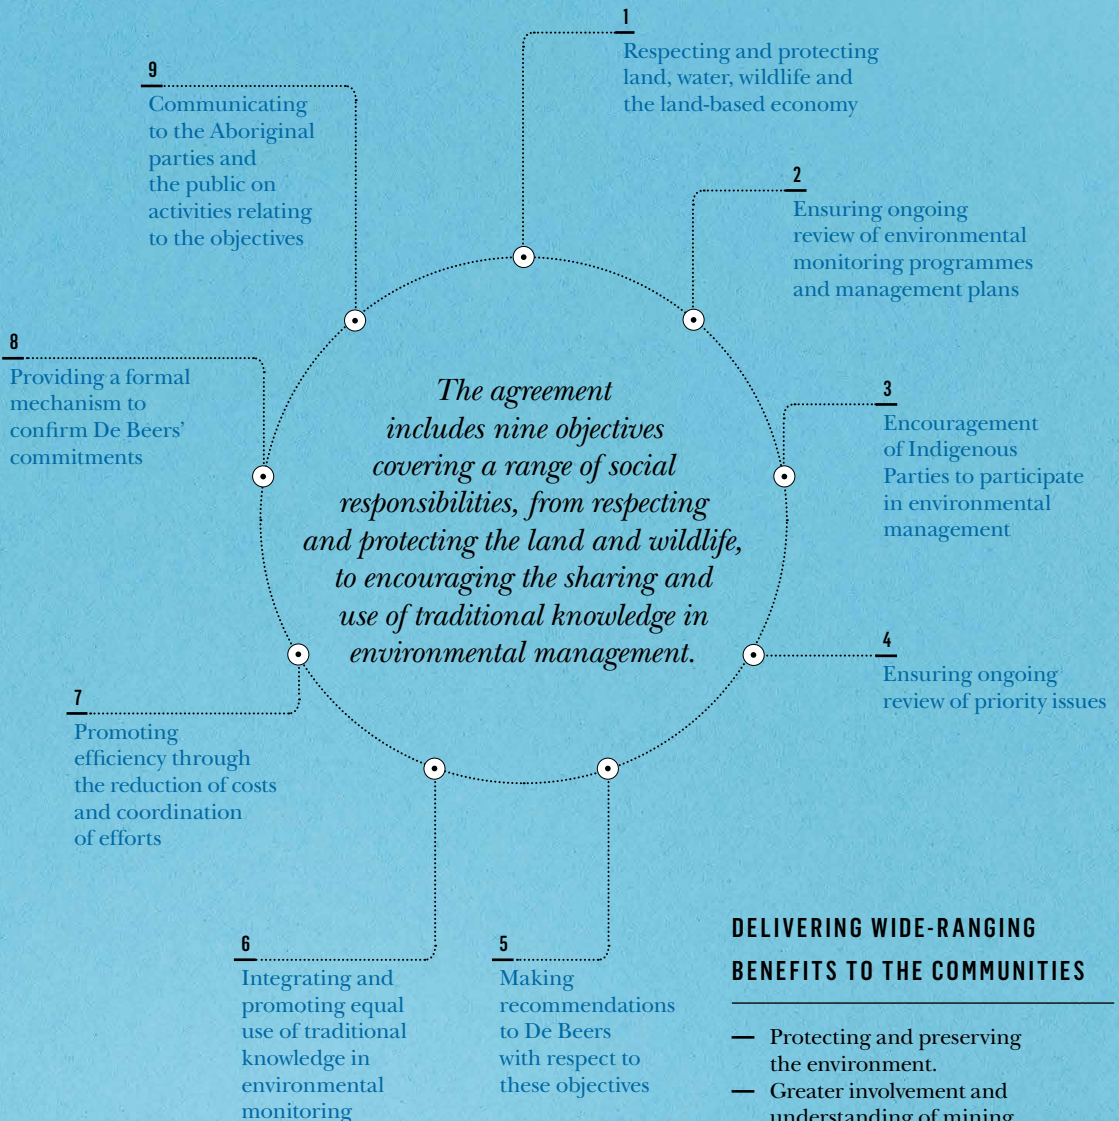 1
Respecting and protecting
land, water, wildlife and
the land-based economy
2
Ensuring ongoing
review of environmental
monitoring programmes
and management plans
3
Encouragement
of Indigenous
Parties to participate
in environmental
management
4
Ensuring ongoing
review of priority issues
5
Making
recommendations
to De Beers
with respect to
these objectives
6
Integrating and
promoting equal
use of traditional
knowledge in
environmental
monitoring
7
Promoting
efficiency through
the reduction of costs
and coordination
of efforts
8
Providing a formal
mechanism to
confirm De Beers’
commitments
9
Communicating
to the Aboriginal
parties and
the public on
activities relating
to the objectives
The agreement
includes nine objectives
covering a range of social
responsibilities, from respecting
and protecting the land and wildlife,
to encouraging the sharing and
use of traditional knowledge in
environmental management.
DELIVERING WIDE-RANGING
BENEFITS TO THE COMMUNITIES
— Protecting and preserving
the environment.
— Greater involvement and
understanding of mining